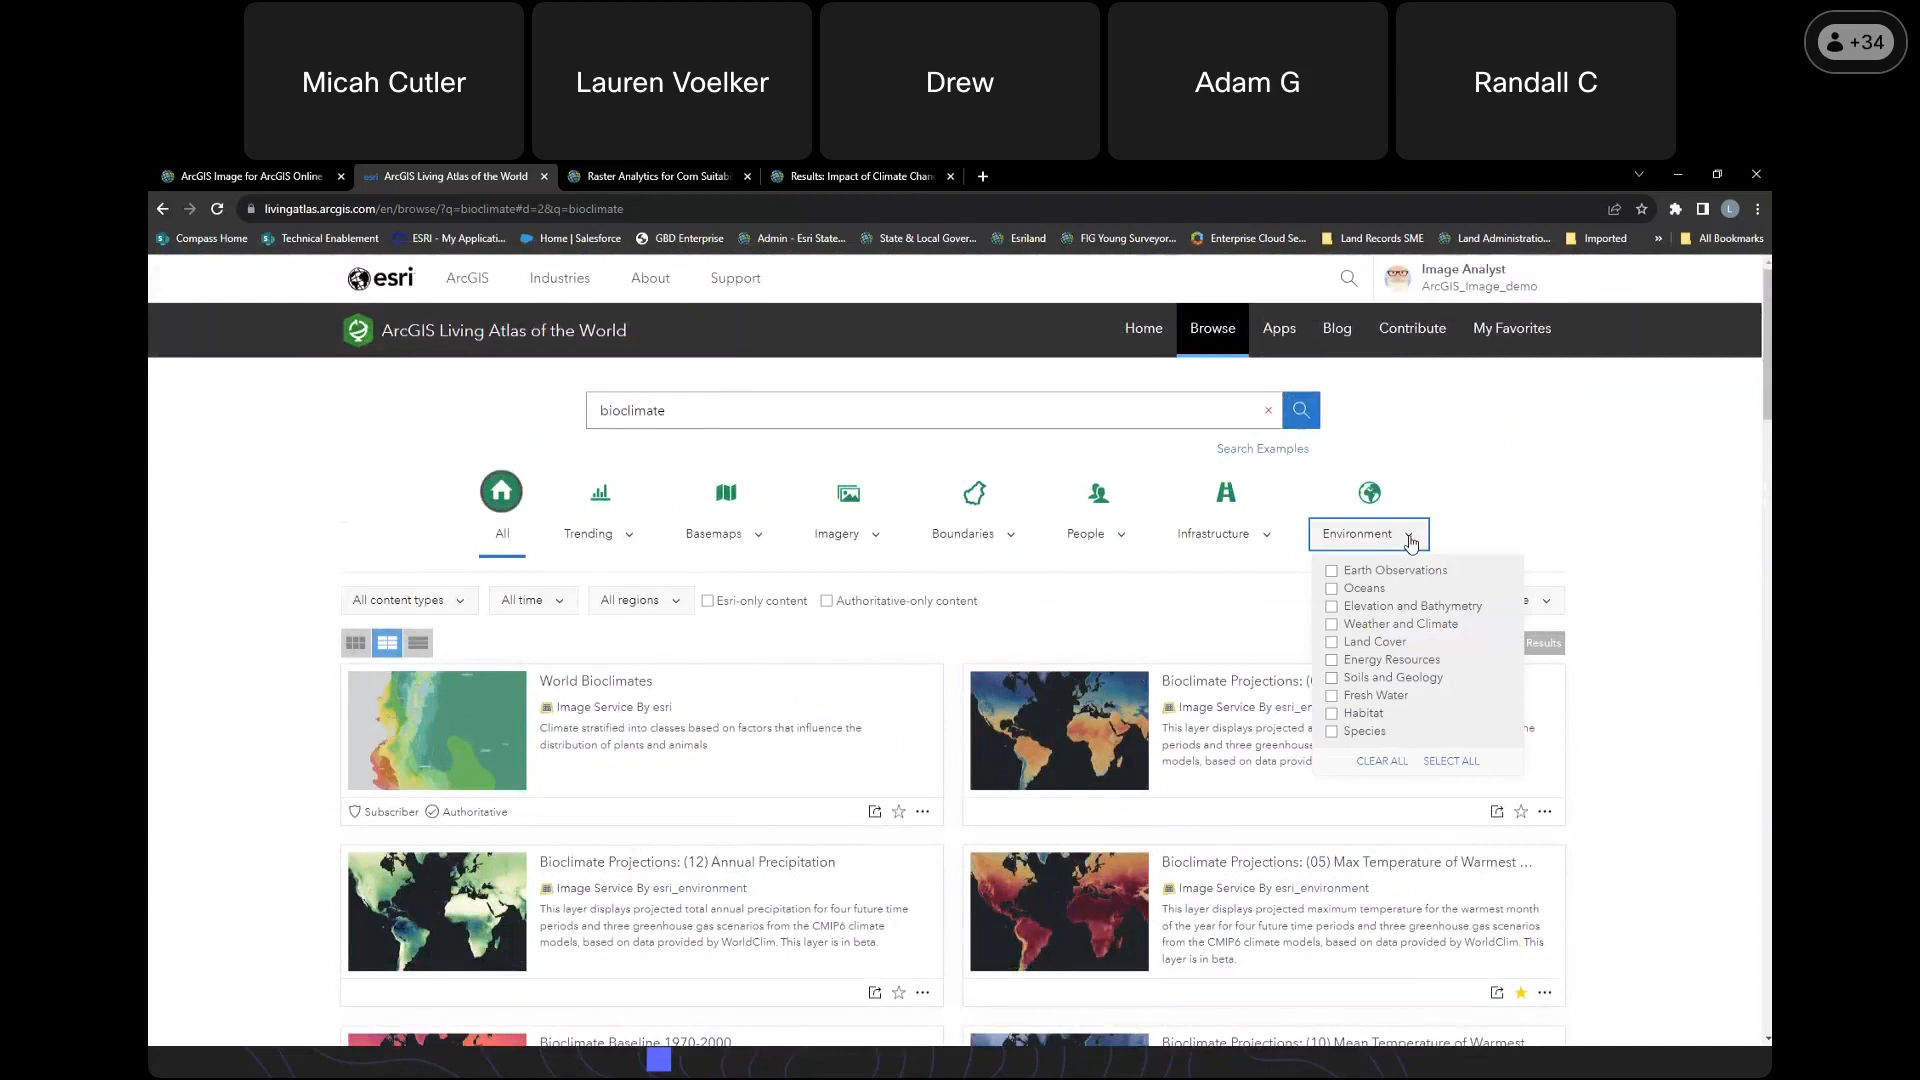 Micah Cutler
Lauren Voelker
Drew
Adam G
Randall C
+34
ArcGIS Image for ArcGIS Online
ArcGIS Living Atlas of the World
Raster Analytics for Corn Suitabi
Results: Impact of Climate Chan
livingatlas.arcgis.com/en/browse/?q=bioclimate#d=2&q=bioclimate
L
Compass Home
Technical Enablement
ESRI - My Applicati...
Home | Salesforce
GBD Enterprise
Admin - Esri State...
State & Local Gover...
Esriland
FIG Young Surveyor...
Enterprise Cloud Se...
Land Records SME
Land Administratio...
Imported
»
All Bookmarks
esri
ArcGIS
Industries
About
Support
Image Analyst
ArcGIS_Image_demo
ArcGIS Living Atlas of the World
Home
Browse
Apps
Blog
Contribute
My Favorites
bioclimate
Search Examples
All
Trending
Basemaps
Imagery
Boundaries
People
Infrastructure
Environment
Earth Observations
Oceans
Elevation and Bathymetry
Weather and Climate
Land Cover
Energy Resources
Soils and Geology
Fresh Water
Habitat
Species
CLEAR ALL SELECT ALL
All content types
All time
All regions
Esri-only content
Authoritative-only content
e
Results
World Bioclimates
Image Service By esri
Climate stratified into classes based on factors that influence the
distribution of plants and animals
Subscriber Authoritative
Bioclimate Projections: (
Image Service By esri_en
This layer displays projected a
periods and three greenhouse
models, based on data provid
ne
the
Bioclimate Projections: (12) Annual Precipitation
Image Service By esri_environment
This layer displays projected total annual precipitation for four future time
periods and three greenhouse gas scenarios from the CMIP6 climate
models, based on data provided by WorldClim. This layer is in beta.
Bioclimate Projections: (05) Max Temperature of Warmest ...
Image Service By esri_environment
This layer displays projected maximum temperature for the warmest month
of the year for four future time periods and three greenhouse gas scenarios
from the CMIP6 climate models, based on data provided by WorldClim. This
layer is in beta.
Bioclimate Baseline 1970-2000
Bioclimate Projections: (10) Mean Temperature of Warmest